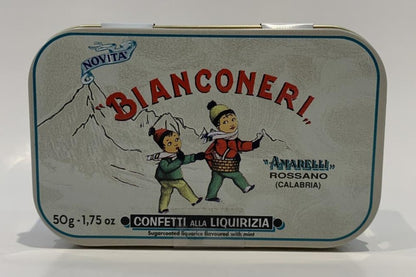 NOVITÀ
"BIANCONERI"
"AMARELLI"
ROSSANO
(CALABRIA)
50g - 1,75 oz
CONFETTI ALLA LIQUIRIZIA
Sugarcoated liquorice flavoured with mint